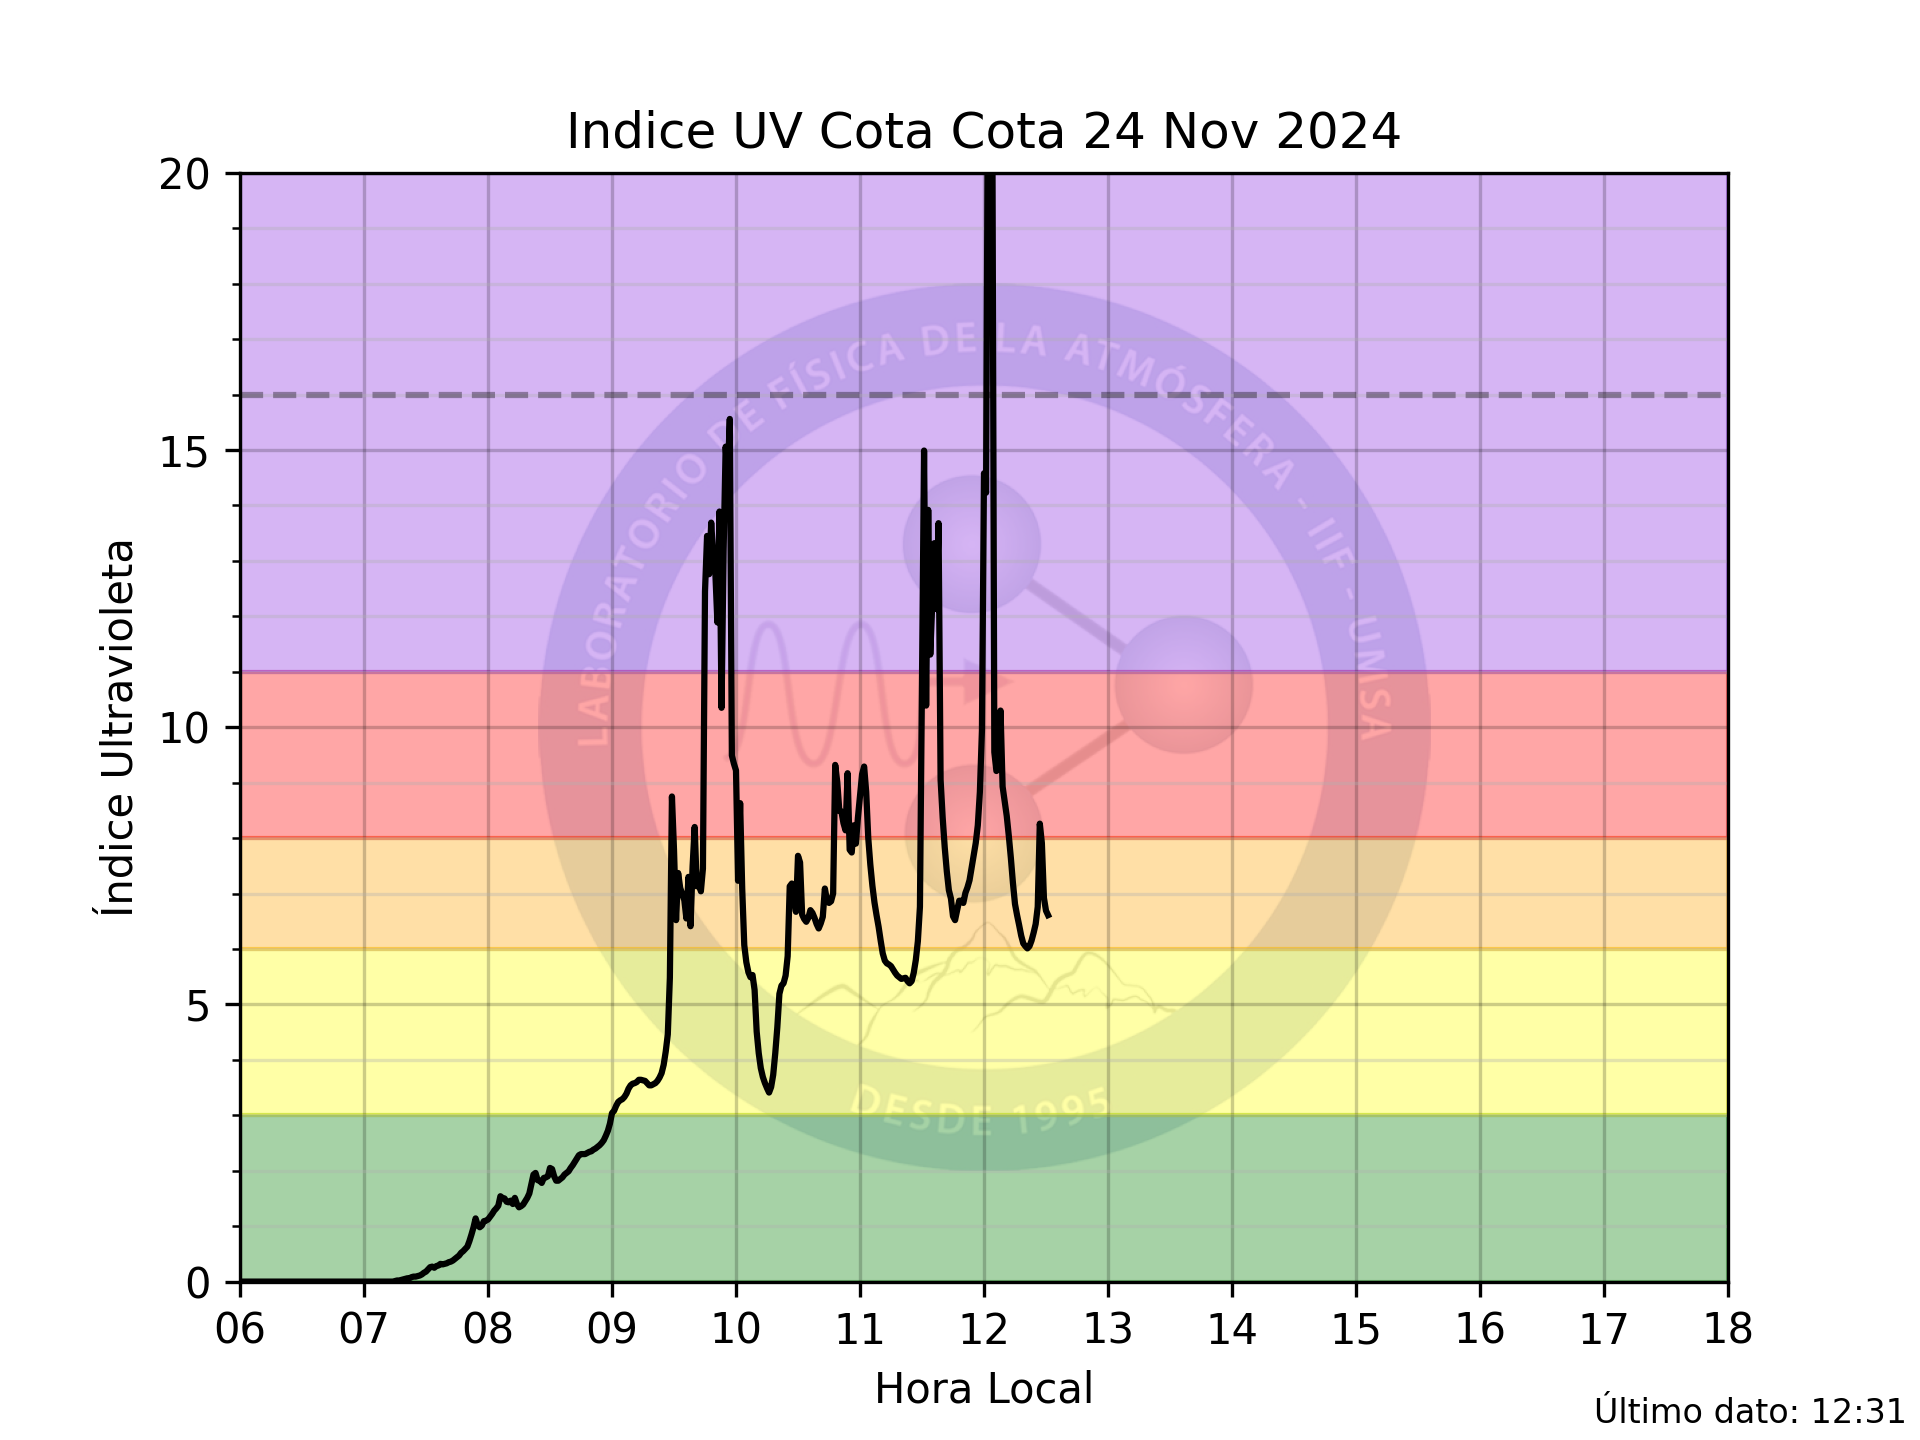 Indice UV Cota Cota 24 Nov 2024
20
15
10
5
0
Índice Ultravioleta
LABORATORIO DE FÍSICA DE LA ATMÓSFERA - IIF - UMSA
DESDE 1995
06 07 08 09 10 11 12 13 14 15 16 17 18
Hora Local
Último dato: 12:31